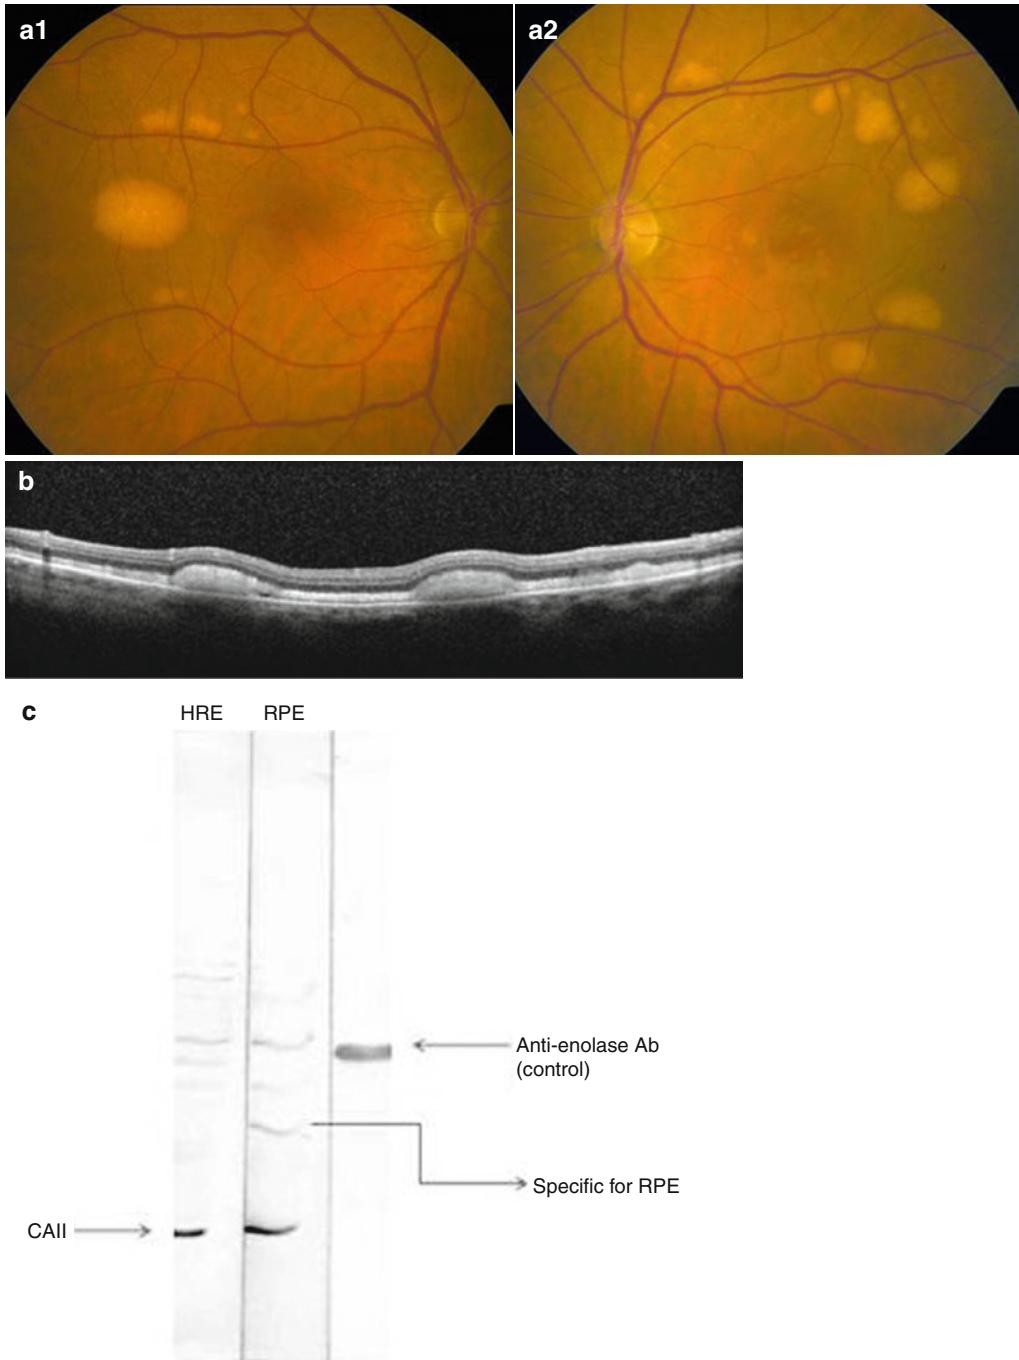 a1
a2
b
c
HRE RPE
Anti-enolase Ab
(control)
Specific for RPE
CAII